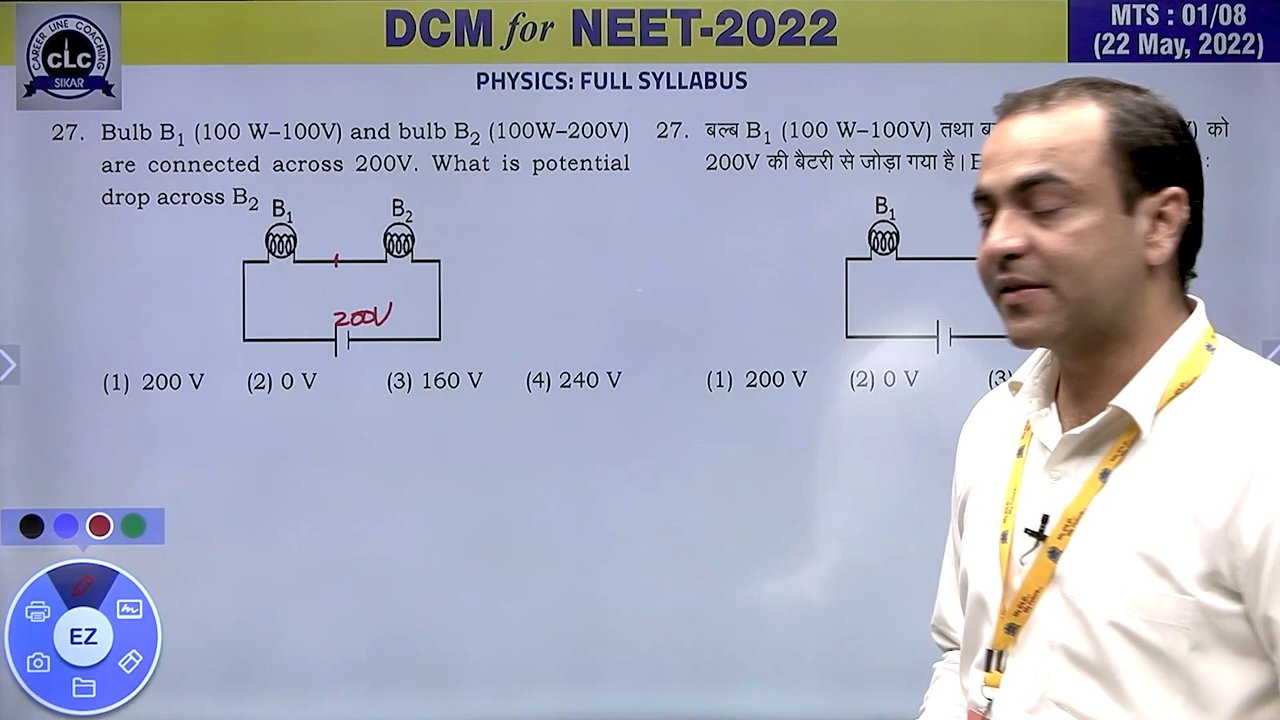 DCM for NEET-2022
MTS : 01/08
(22 May, 2022)
CAREER LINE COACHING
CLC
SIKAR
PHYSICS: FULL SYLLABUS
27. Bulb B₁ (100 W–100V) and bulb B₂ (100W–200V)
are connected across 200V. What is potential
drop across B₂
B₁ B₂
200V
(1) 200 V (2) 0 V (3) 160 V (4) 240 V
27. बल्ब B₁ (100 W–100V) तथा को
200V की बैटरी से जोड़ा गया है। :
B₁
(1) 200 V (2) 0 V (3)
EZ